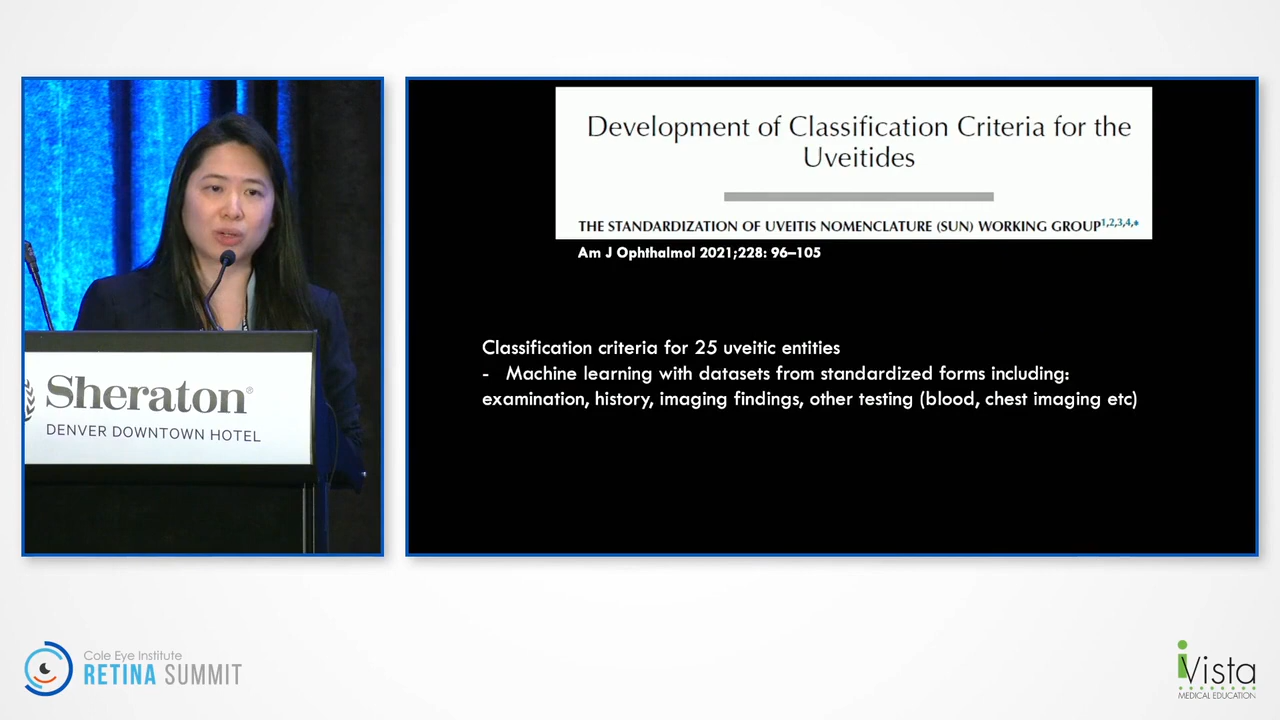 Development of Classification Criteria for the
Uveitides
THE STANDARDIZATION OF UVEITIS NOMENCLATURE (SUN) WORKING GROUP1,2,3,4,*
Am J Ophthalmol 2021;228: 96–105
Classification criteria for 25 uveitic entities
- Machine learning with datasets from standardized forms including:
examination, history, imaging findings, other testing (blood, chest imaging etc)
Sheraton®
DENVER DOWNTOWN HOTEL
Cole Eye Institute
RETINA SUMMIT
iVista
MEDICAL EDUCATION